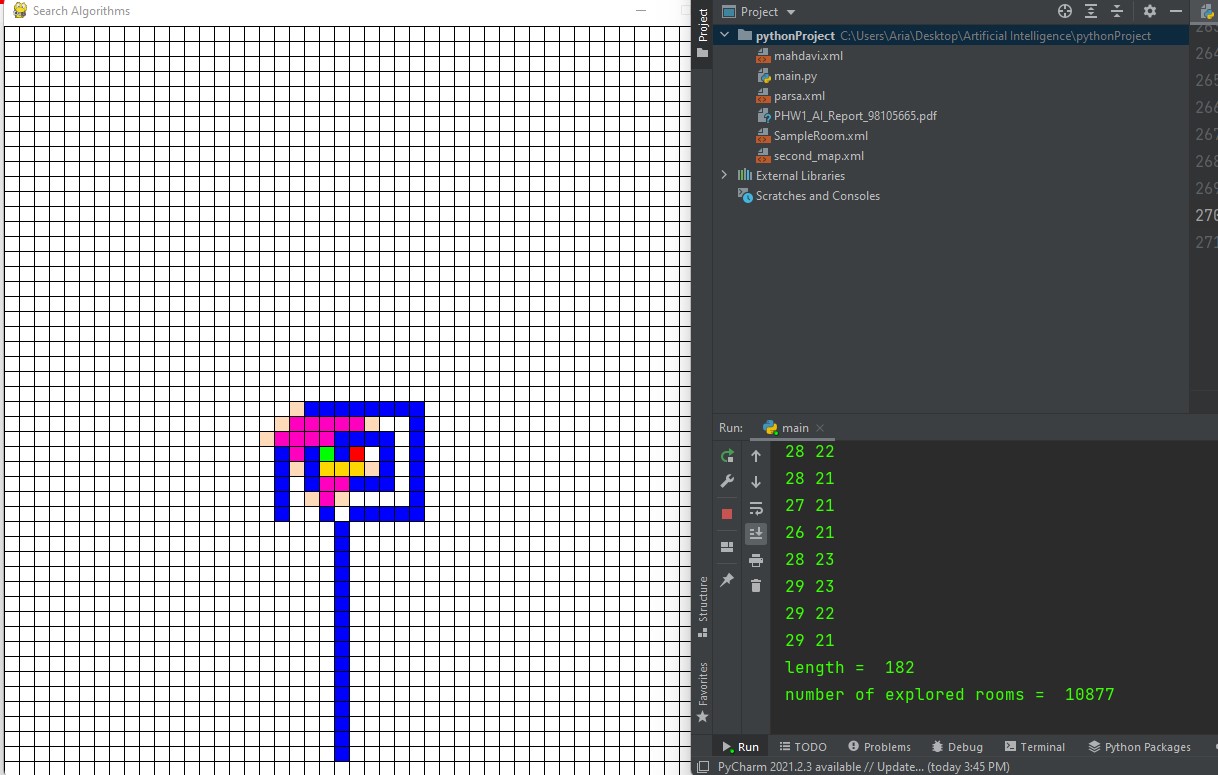 Search Algorithms
Project
Project
pythonProject C:\Users\Aria\Desktop\Artificial Intelligence\pythonProject
mahdavi.xml
main.py
parsa.xml
PHW1_AI_Report_98105665.pdf
SampleRoom.xml
second_map.xml
External Libraries
Scratches and Consoles
264
265
266
267
268
269
270
271
Run: main
28 22
28 21
27 21
26 21
28 23
29 23
29 22
29 21
length = 182
number of explored rooms = 10877
Structure
Favorites
Run TODO Problems Debug Terminal Python Packages
PyCharm 2021.2.3 available // Update... (today 3:45 PM)